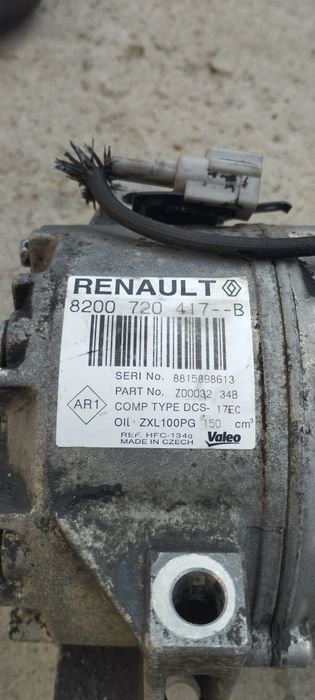 RENAULT
8200 720 417--B
SERI No. 8815898613
PART No. Z00032 34B
AR1
COMP TYPE DCS- 17EC
OIL ZXL100PG 150 cm³
REF. HFC-134a
MADE IN CZECH
Valeo